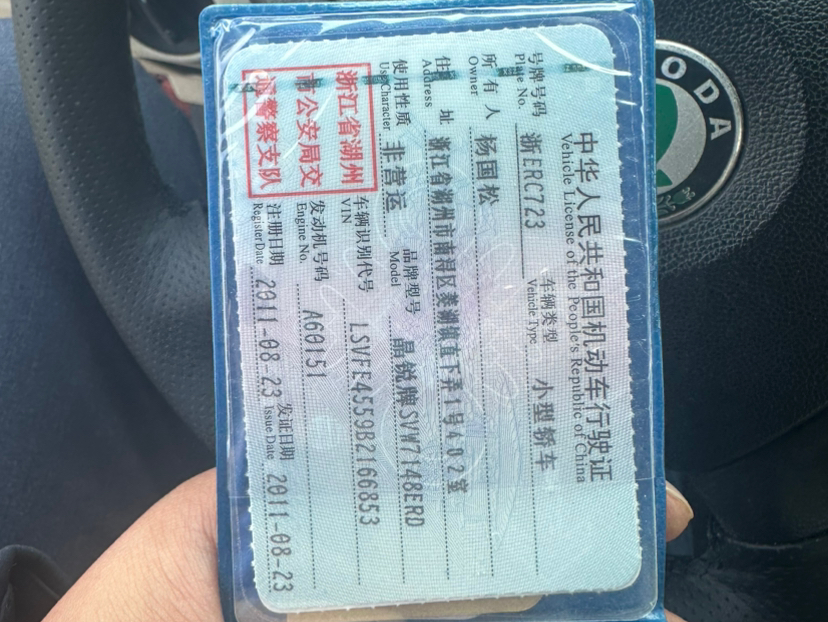 中华人民共和国机动车行驶证
Vehicle License of the People's Republic of China
号牌号码 浙ERC723 车辆类型 小型轿车
Plate No. Vehicle Type
所有人 杨国松
Owner
住址 浙江省湖州市南浔区菱湖镇直下弄1号402室
Address
使用性质 非营运 品牌型号 晶锐牌SVW7148ERD
Use Character Model
浙江省湖州
市公安局交
通警察支队
车辆识别代号 LSVFE4559B2166853
VIN
发动机号码 A60151
Engine No.
注册日期 2011-08-23 发证日期 2011-08-23
Register Date Issue Date
ODA